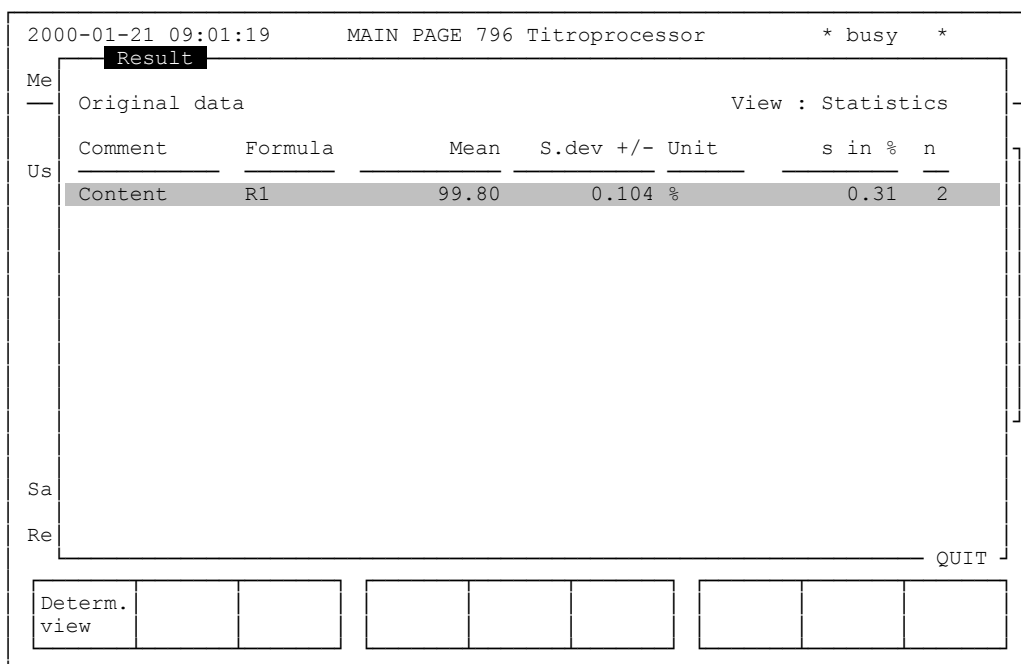 2000-01-21 09:01:19 MAIN PAGE 796 Titroprocessor * busy *
Result
Me
Original data View : Statistics
Comment Formula Mean S.dev +/- Unit s in % n
Us
Content R1 99.80 0.104 % 0.31 2
Sa
Re
QUIT
Determ.
view